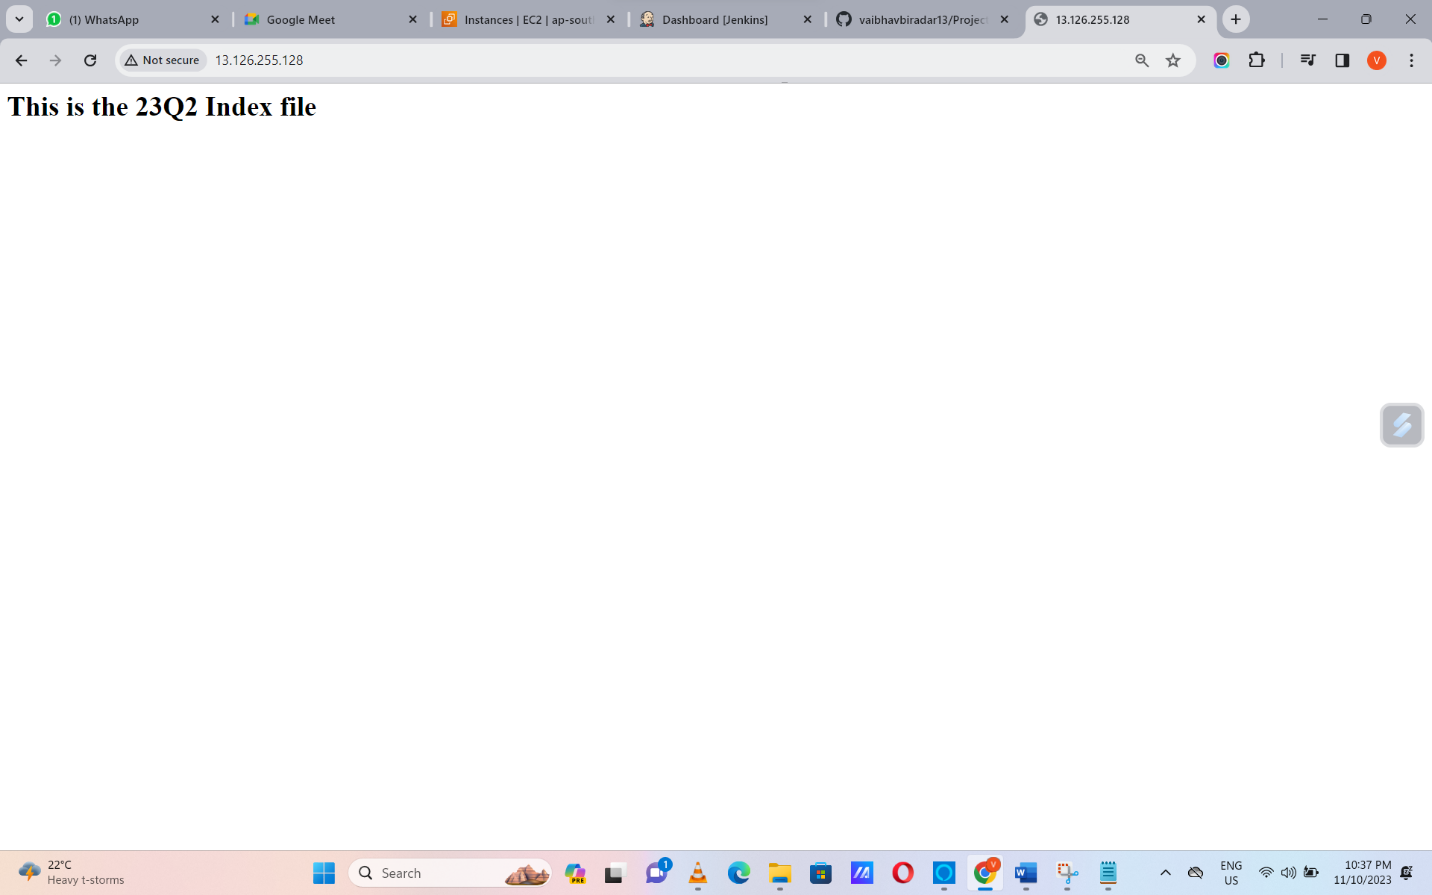 (1) WhatsApp
Google Meet
Instances | EC2 | ap-sout
Dashboard [Jenkins]
vaibhavbiradar13/Project
13.126.255.128
Not secure
13.126.255.128
V
This is the 23Q2 Index file
22°C
Heavy t-storms
Search
PRE
1
V
W
ENG
US
10:37 PM
11/10/2023